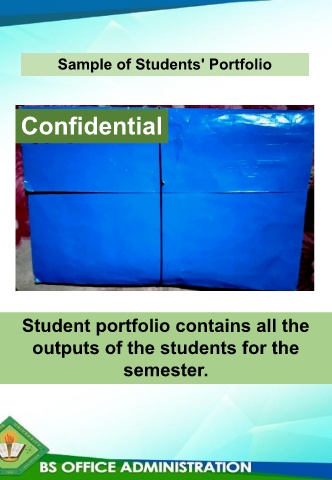 Sample of Students' Portfolio
Confidential
Student portfolio contains all the
outputs of the students for the
semester.
BS OFFICE ADMINISTRATION